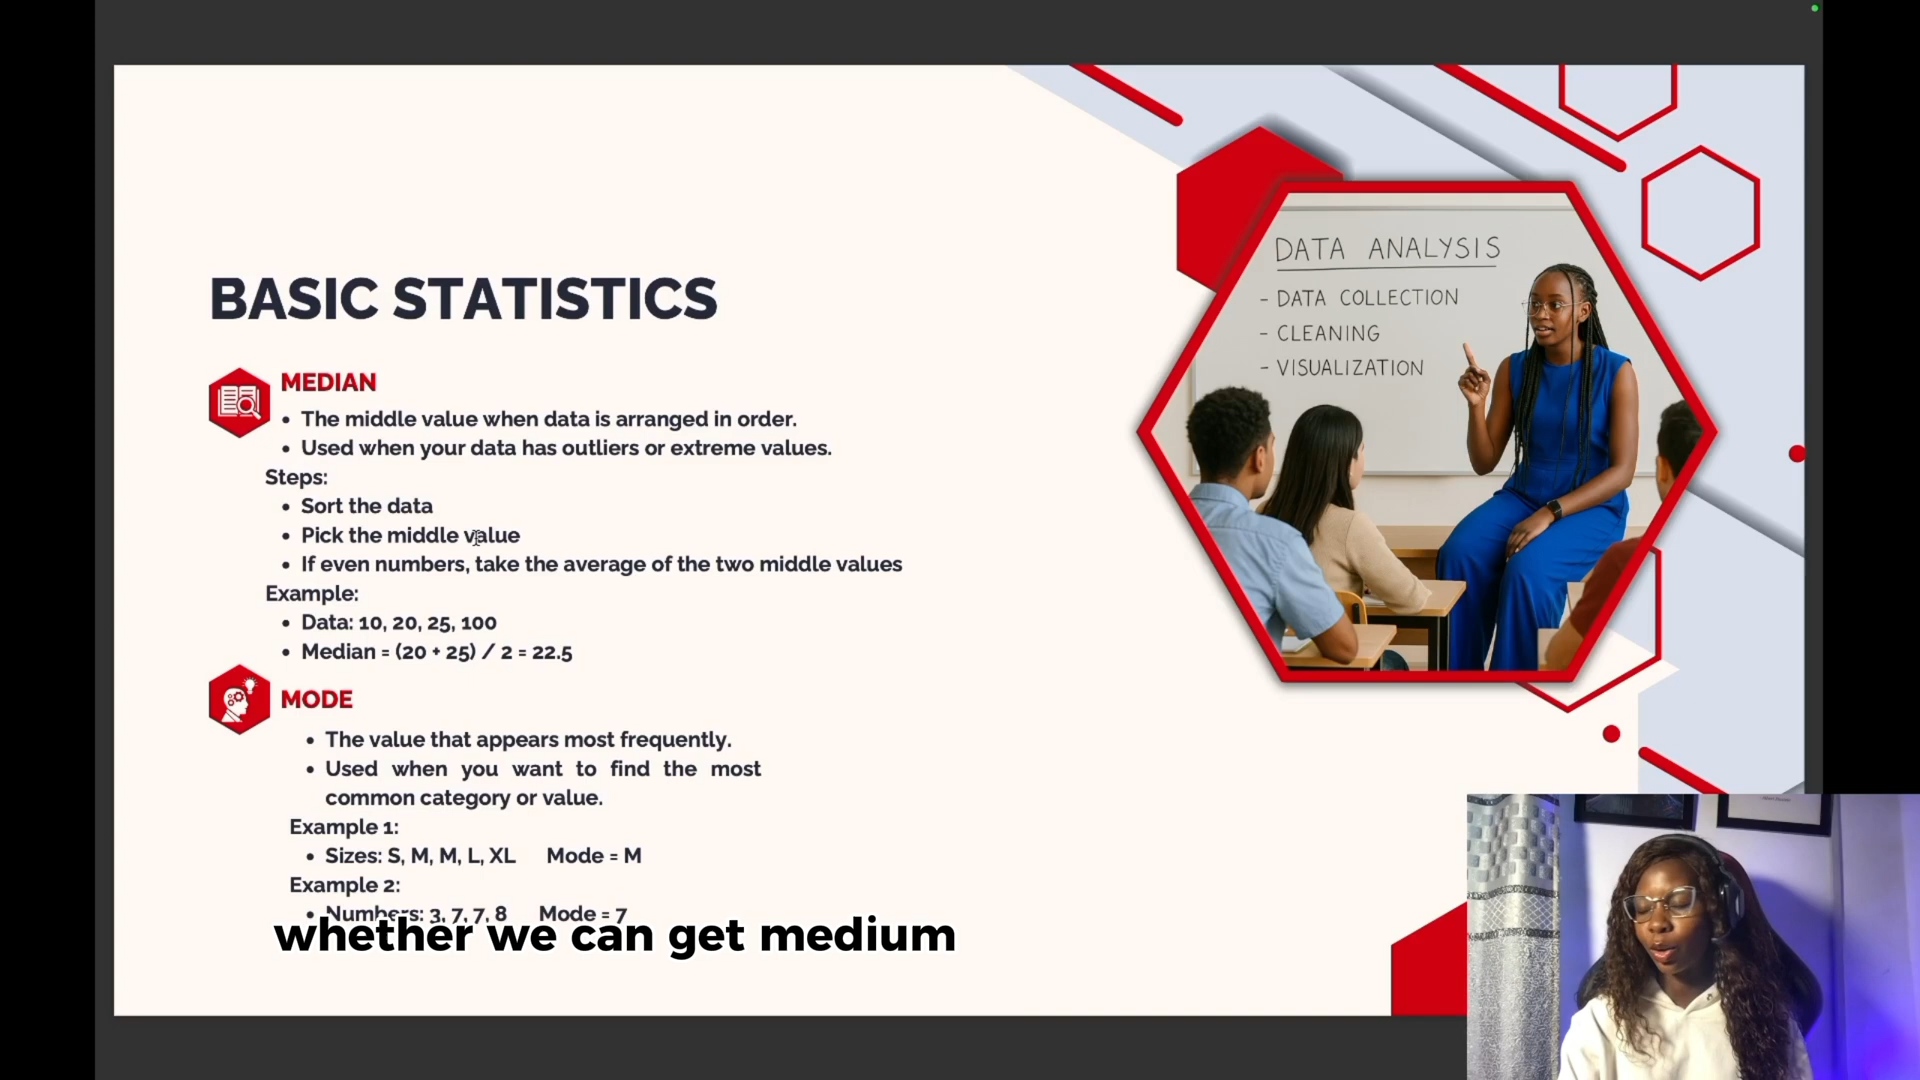 DATA ANALYSIS
- DATA COLLECTION
- CLEANING
- VISUALIZATION
BASIC STATISTICS
MEDIAN
• The middle value when data is arranged in order.
• Used when your data has outliers or extreme values.
Steps:
• Sort the data
• Pick the middle value
• If even numbers, take the average of the two middle values
Example:
• Data: 10, 20, 25, 100
• Median = (20 + 25) / 2 = 22.5
MODE
• The value that appears most frequently.
• Used when you want to find the most
common category or value.
Example 1:
• Sizes: S, M, M, L, XL Mode = M
Example 2:
• Numbers: 3, 7, 7, 8 Mode = 7
whether we can get medium